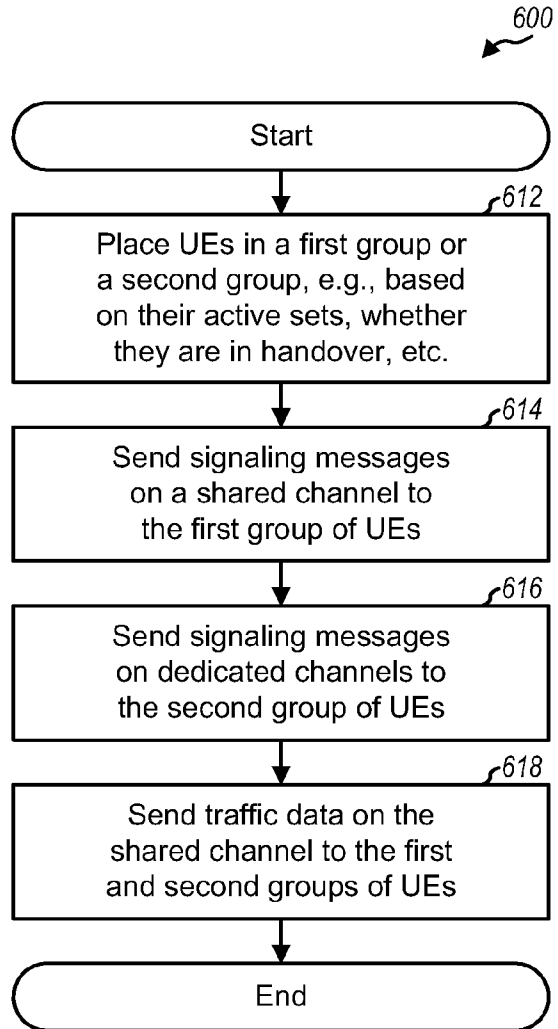 600
Start
612
Place UEs in a first group or
a second group, e.g., based
on their active sets, whether
they are in handover, etc.
614
Send signaling messages
on a shared channel to
the first group of UEs
616
Send signaling messages
on dedicated channels to
the second group of UEs
618
Send traffic data on the
shared channel to the first
and second groups of UEs
End